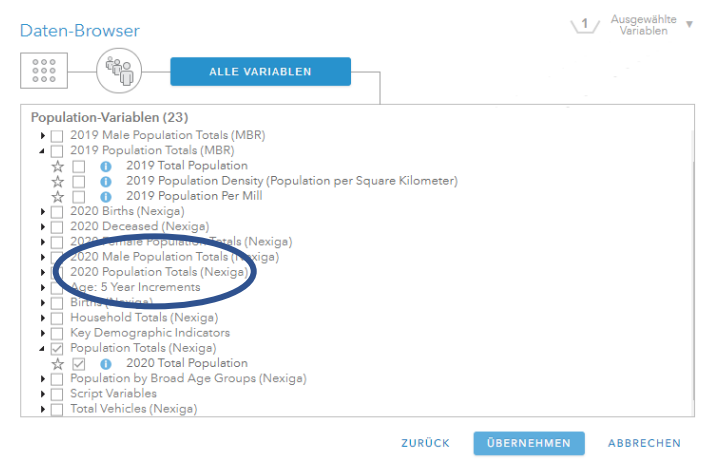 Daten-Browser
1
Ausgewählte
Variablen
ALLE VARIABLEN
Population-Variablen (23)
2019 Male Population Totals (MBR)
2019 Population Totals (MBR)
2019 Total Population
2019 Population Density (Population per Square Kilometer)
2019 Population Per Mill
2020 Births (Nexiga)
2020 Deceased (Nexiga)
2020 Female Population Totals (Nexiga)
2020 Male Population Totals (Nexiga)
2020 Population Totals (Nexiga)
Age: 5 Year Increments
Births (Nexiga)
Household Totals (Nexiga)
Key Demographic Indicators
Population Totals (Nexiga)
2020 Total Population
Population by Broad Age Groups (Nexiga)
Script Variables
Total Vehicles (Nexiga)
ZURÜCK
ÜBERNEHMEN
ABBRECHEN